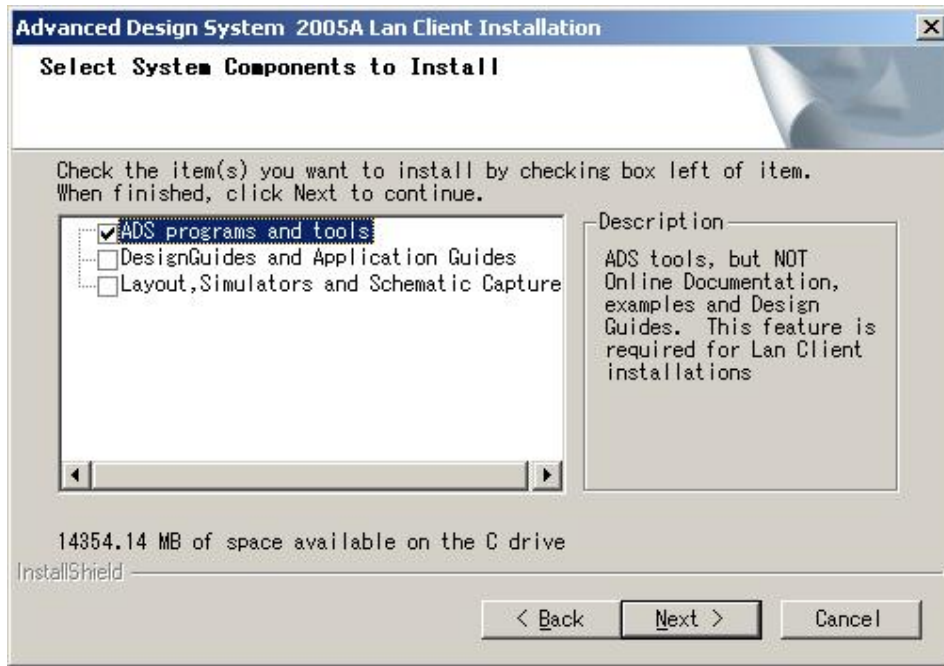 Advanced Design System 2005A Lan Client Installation
Select System Components to Install
Check the item(s) you want to install by checking box left of item.
When finished, click Next to continue.
ADS programs and tools
DesignGuides and Application Guides
Layout,Simulators and Schematic Capture
Description
ADS tools, but NOT
Online Documentation,
examples and Design
Guides. This feature is
required for Lan Client
installations
14354.14 MB of space available on the C drive
InstallShield
< Back
Next >
Cancel